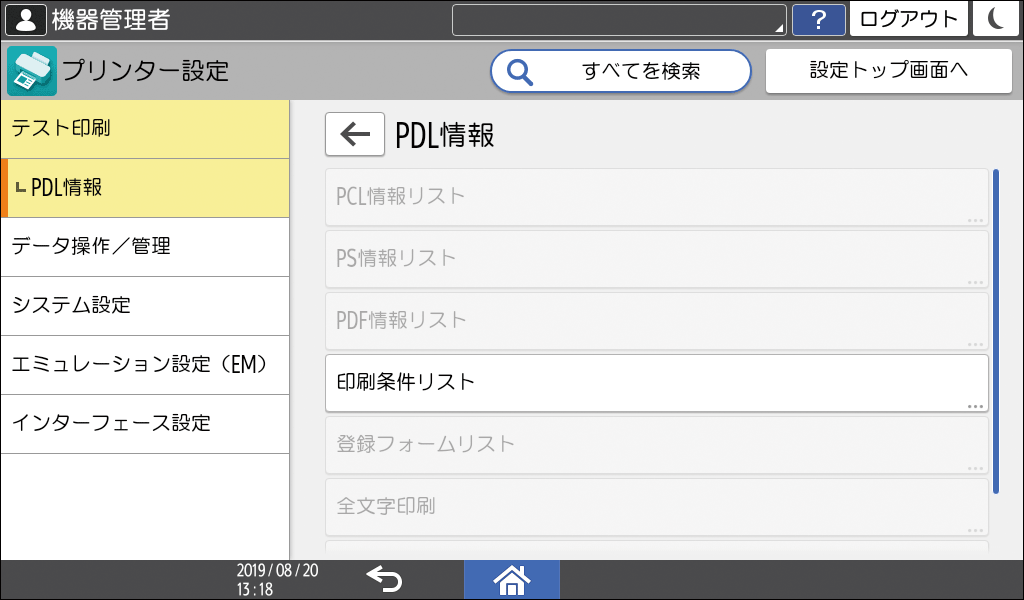 機器管理者
?
ログアウト
プリンター設定
すべてを検索
設定トップ画面へ
テスト印刷
PDL情報
データ操作／管理
システム設定
エミュレーション設定（EM）
インターフェース設定
PDL情報
PCL情報リスト
...
PS情報リスト
...
PDF情報リスト
...
印刷条件リスト
...
登録フォームリスト
...
全文字印刷
...
2019 / 08 / 20
13 : 18